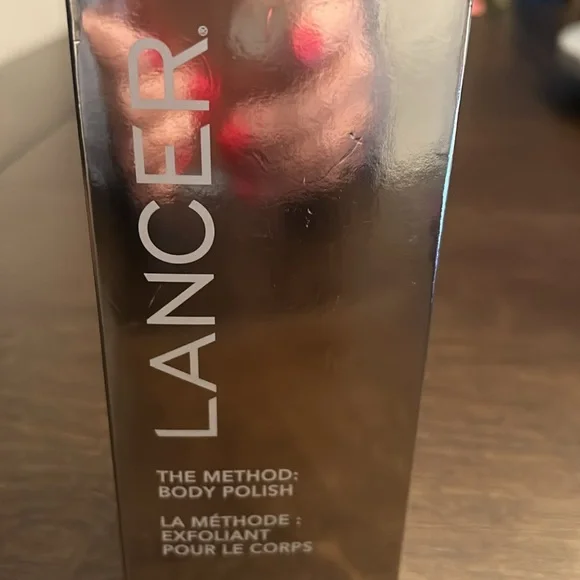 LANCER®
THE METHOD:
BODY POLISH
LA MÉTHODE :
EXFOLIANT
POUR LE CORPS